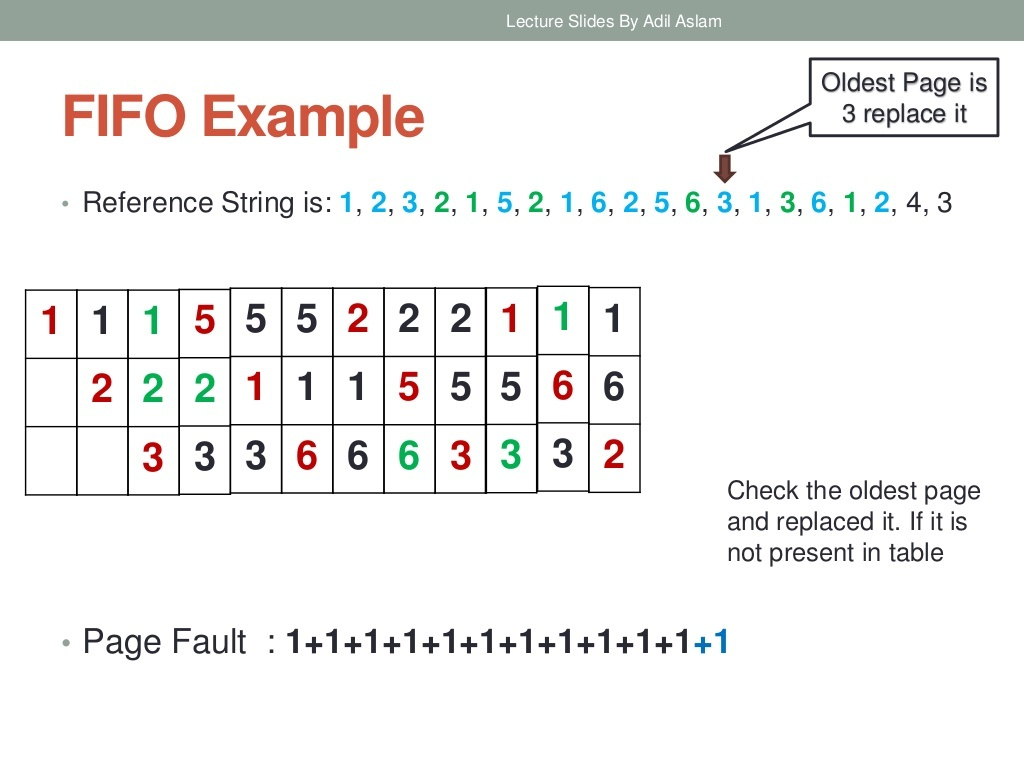 Lecture Slides By Adil Aslam
Oldest Page is
3 replace it
FIFO Example
• Reference String is: 1, 2, 3, 2, 1, 5, 2, 1, 6, 2, 5, 6, 3, 1, 3, 6, 1, 2, 4, 3
1 1 1 5 5 5 2 2 2 1 1 1
2 2 2 1 1 1 5 5 5 6 6
3 3 3 6 6 6 3 3 3 2
Check the oldest page
and replaced it. If it is
not present in table
• Page Fault : 1+1+1+1+1+1+1+1+1+1+1+1